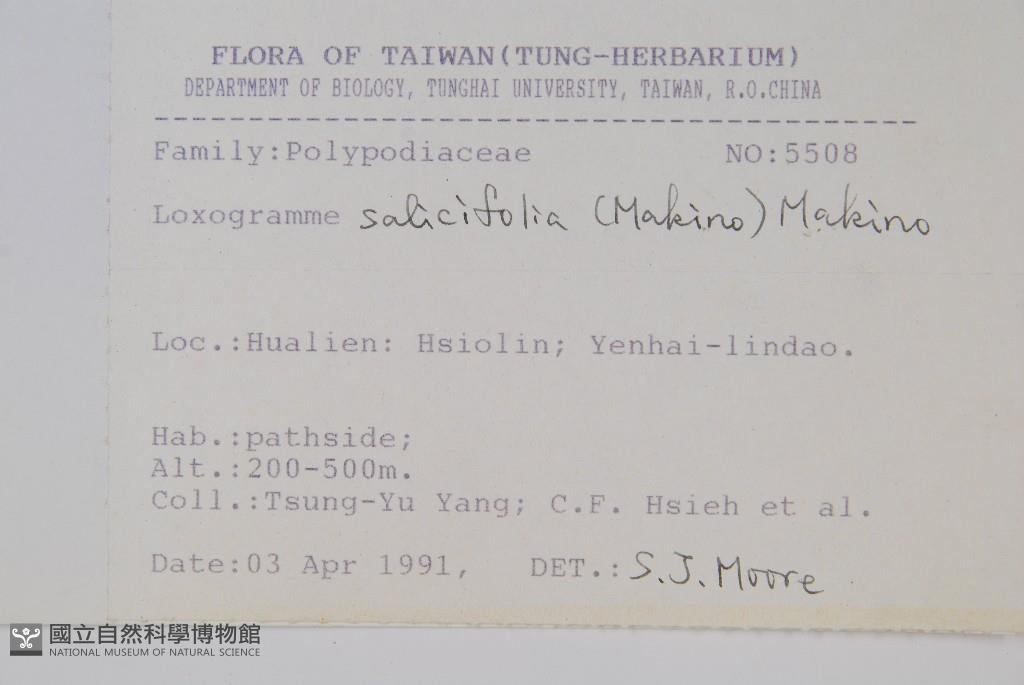 FLORA OF TAIWAN(TUNG-HERBARIUM)
DEPARTMENT OF BIOLOGY, TUNGHAI UNIVERSITY, TAIWAN, R.O.CHINA
----------------------------------------
Family:Polypodiaceae NO:5508
Loxogramme salicifolia (Makino) Makino
Loc.:Hualien: Hsiolin; Yenhai-lindao.
Hab.:pathside;
Alt.:200-500m.
Coll.:Tsung-Yu Yang; C.F. Hsieh et al.
Date:03 Apr 1991, DET.:S.J.Moore
國立自然科學博物館
NATIONAL MUSEUM OF NATURAL SCIENCE